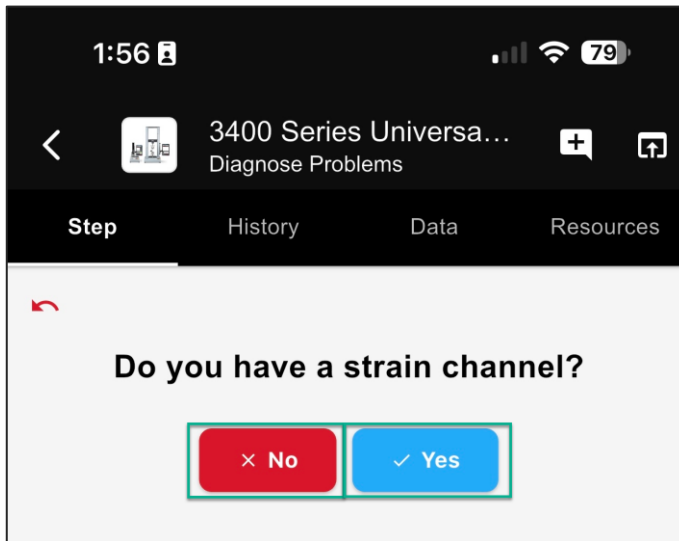 1:56 79
3400 Series Universa...
Diagnose Problems
Step History Data Resources
Do you have a strain channel?
No Yes